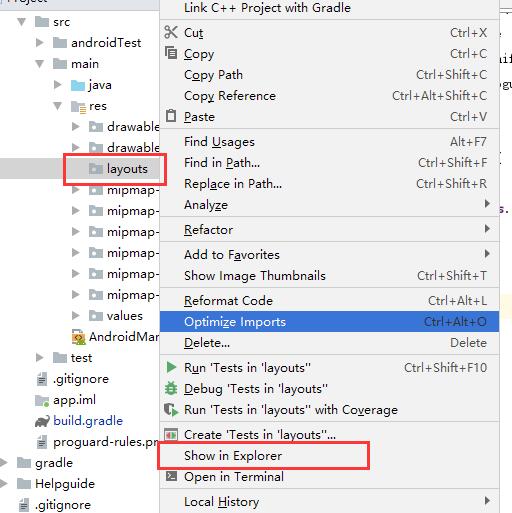 src
androidTest
main
java
res
drawable
drawable
layouts
mipmap-
mipmap-
mipmap-
mipmap-
mipmap-
values
AndroidMan
test
.gitignore
app.iml
build.gradle
proguard-rules.pr
gradle
Helpguide
.gitignore
Link C++ Project with Gradle
Cut Ctrl+X
Copy Ctrl+C
Copy Path Ctrl+Shift+C
Copy Reference Ctrl+Alt+Shift+C
Paste Ctrl+V
Find Usages Alt+F7
Find in Path... Ctrl+Shift+F
Replace in Path... Ctrl+Shift+R
Analyze
Refactor
Add to Favorites
Show Image Thumbnails Ctrl+Shift+T
Reformat Code Ctrl+Alt+L
Optimize Imports Ctrl+Alt+O
Delete... Delete
Run 'Tests in 'layouts'' Ctrl+Shift+F10
Debug 'Tests in 'layouts''
Run 'Tests in 'layouts'' with Coverage
Create 'Tests in 'layouts''...
Show in Explorer
Open in Terminal
Local History